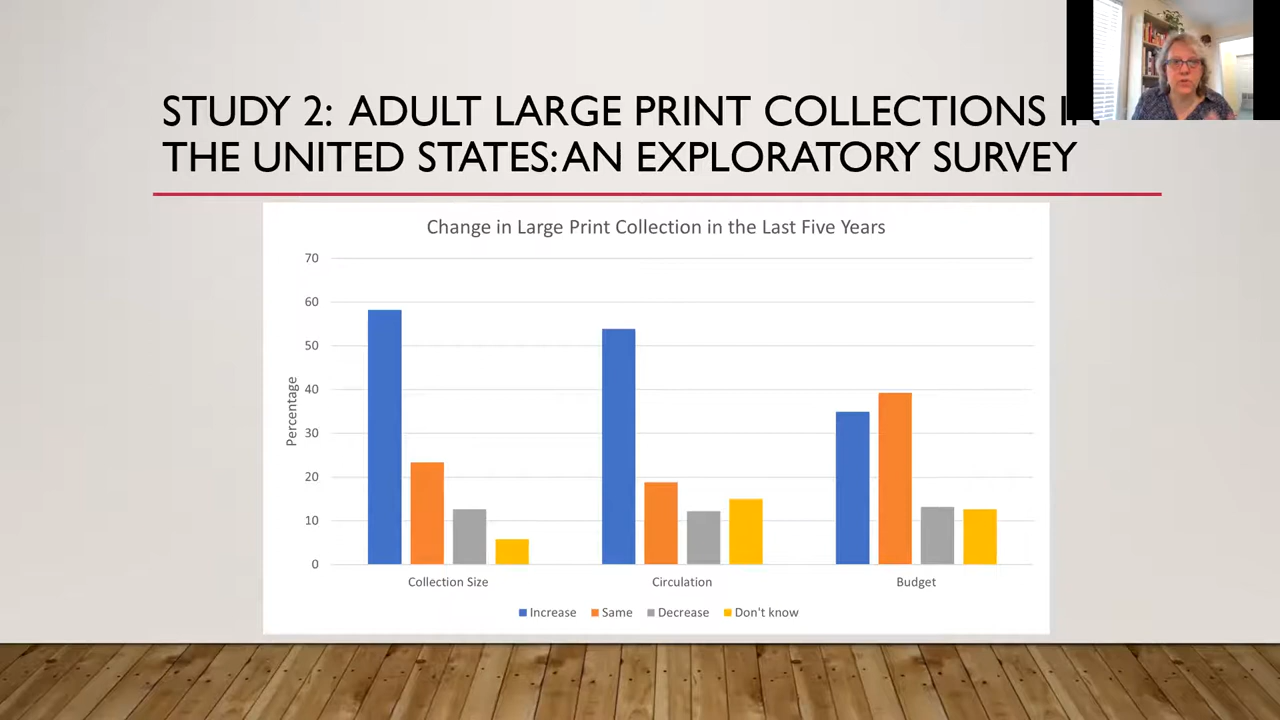 STUDY 2: ADULT LARGE PRINT COLLECTIONS IN
THE UNITED STATES: AN EXPLORATORY SURVEY
Change in Large Print Collection in the Last Five Years
Percentage
70
60
50
40
30
20
10
0
Collection Size Circulation Budget
Increase Same Decrease Don't know